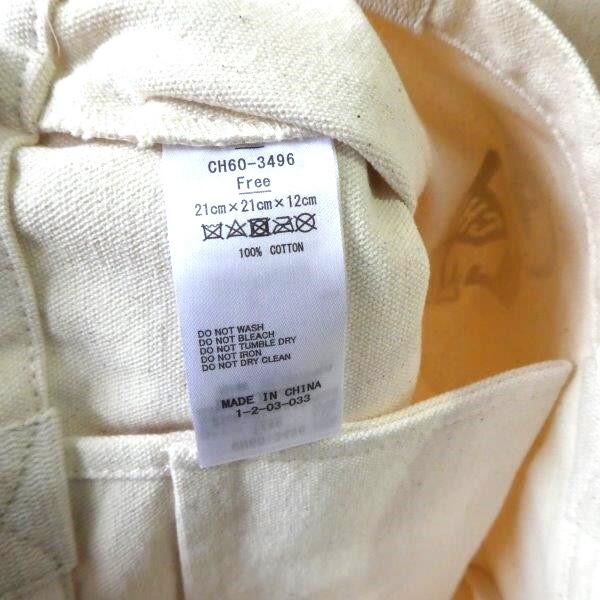 CH60-3496
Free
21cm×21cm×12cm
100% COTTON
DO NOT WASH
DO NOT BLEACH
DO NOT TUMBLE DRY
DO NOT IRON
DO NOT DRY CLEAN
MADE IN CHINA
1-2-03-033